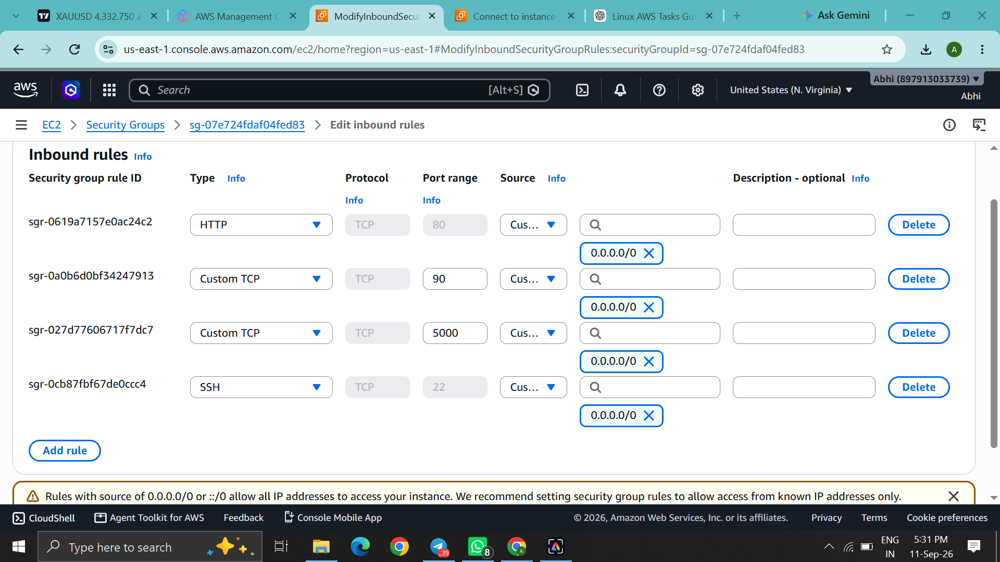 XAUUSD 4,332.750
AWS Management C
ModifyInboundSecu
Connect to instance
Linux AWS Tasks Gui
Ask Gemini
us-east-1.console.aws.amazon.com/ec2/home?region=us-east-1#ModifyInboundSecurityGroupRules:securityGroupId=sg-07e724fdaf04fed83
A
aws
Search
[Alt+S]
United States (N. Virginia)
Abhi (897913033739)
Abhi
EC2
Security Groups
sg-07e724fdaf04fed83
Edit inbound rules
Inbound rules Info
Security group rule ID
Type Info
Protocol
Info
Port range
Info
Source Info
Description - optional Info
sgr-0619a7157e0ac24c2
HTTP
TCP
80
Cus...
Delete
0.0.0.0/0
sgr-0a0b6d0bf34247913
Custom TCP
TCP
90
Cus...
Delete
0.0.0.0/0
sgr-027d77606717f7dc7
Custom TCP
TCP
5000
Cus...
Delete
0.0.0.0/0
sgr-0cb87fbf67de0ccc4
SSH
TCP
22
Cus...
Delete
0.0.0.0/0
Add rule
Rules with source of 0.0.0.0/0 or ::/0 allow all IP addresses to access your instance. We recommend setting security group rules to allow access from known IP addresses only.
CloudShell
Agent Toolkit for AWS
Feedback
Console Mobile App
© 2026, Amazon Web Services, Inc. or its affiliates.
Privacy
Terms
Cookie preferences
Type here to search
39
8
A
ENG
IN
5:31 PM
11-Sep-26